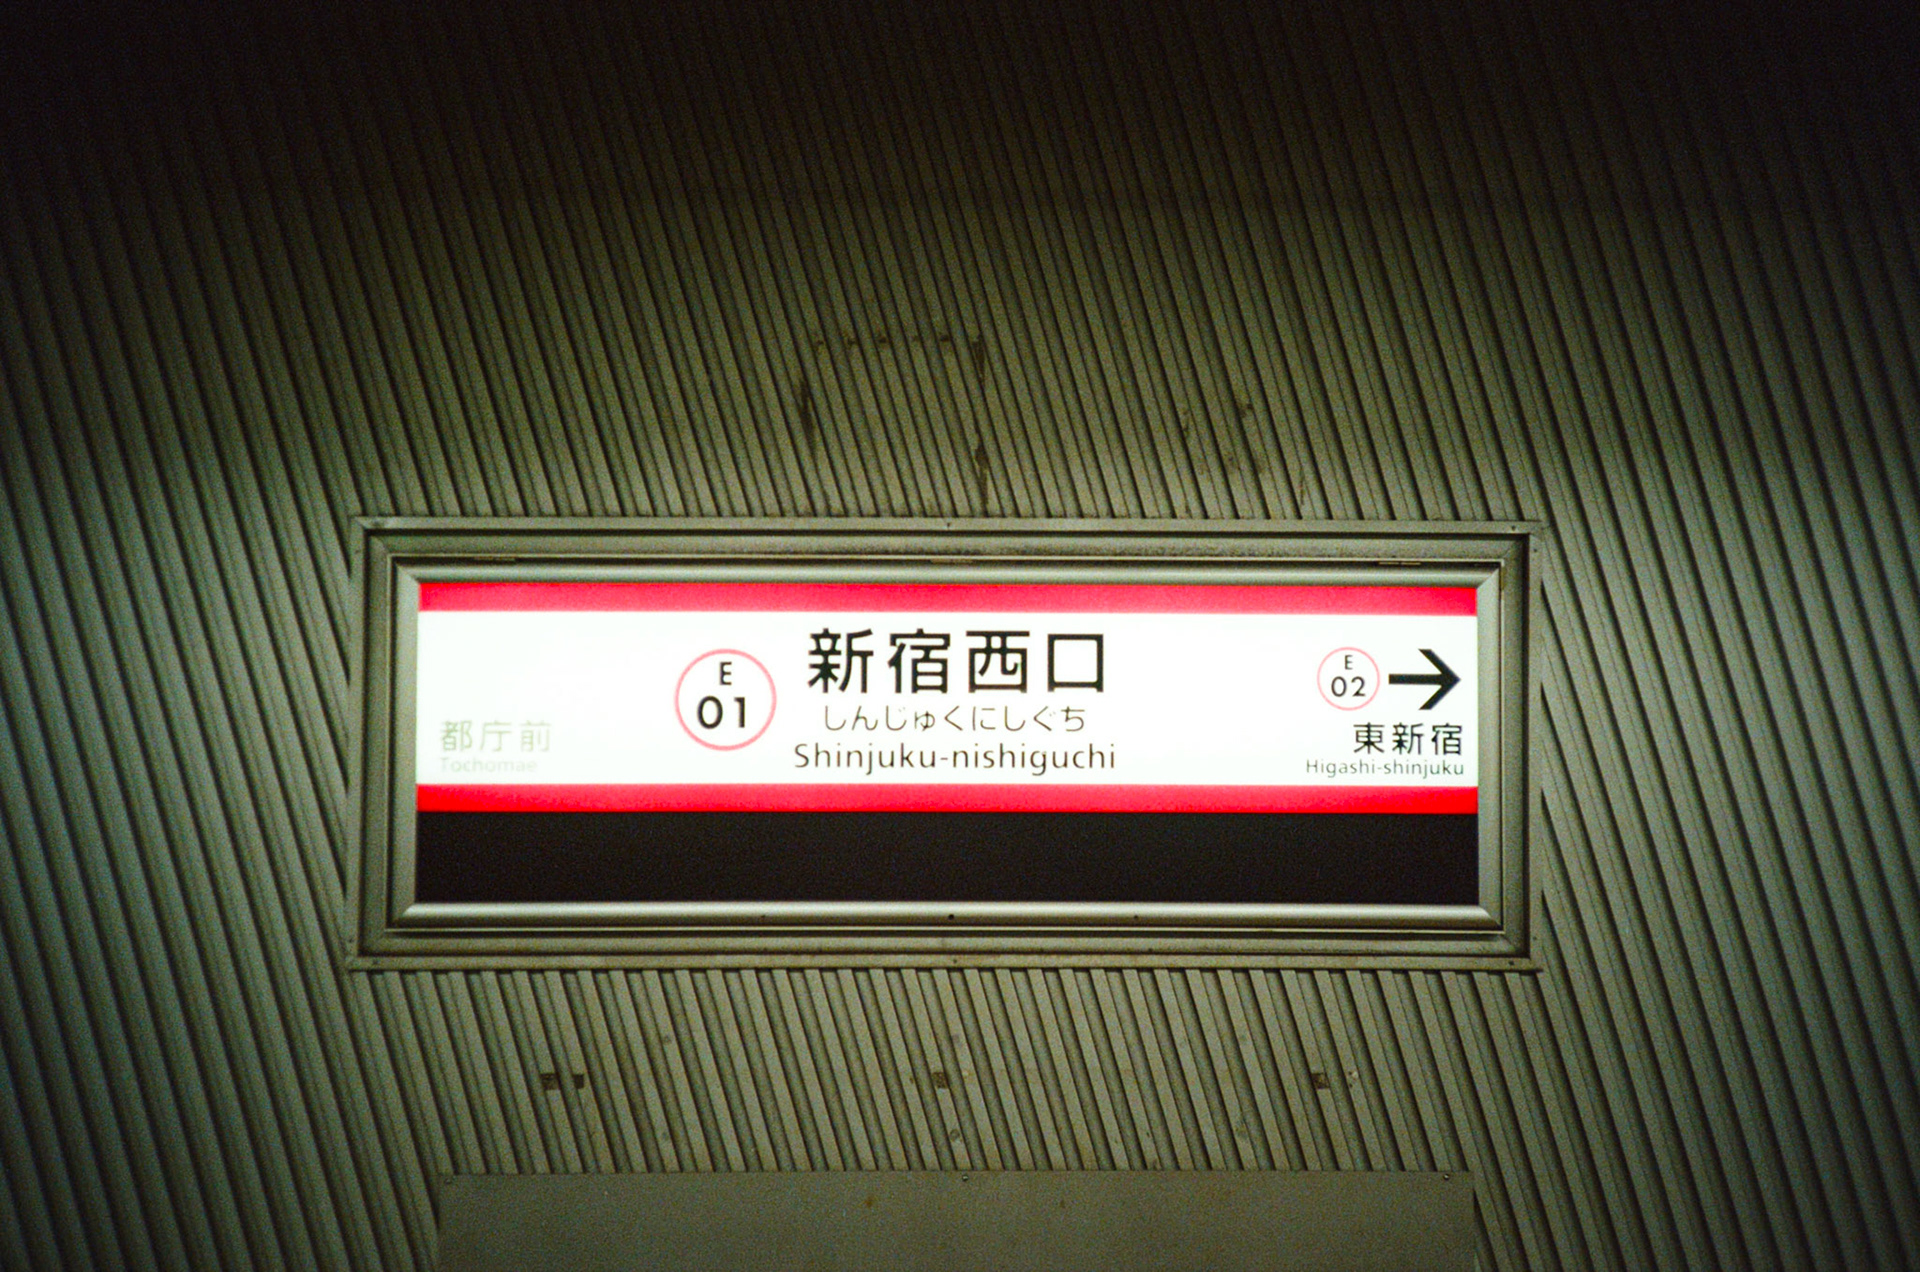 都庁前
Tochomae
E
01
新宿西口
しんじゅくにしぐち
Shinjuku-nishiguchi
E
02
東新宿
Higashi-shinjuku